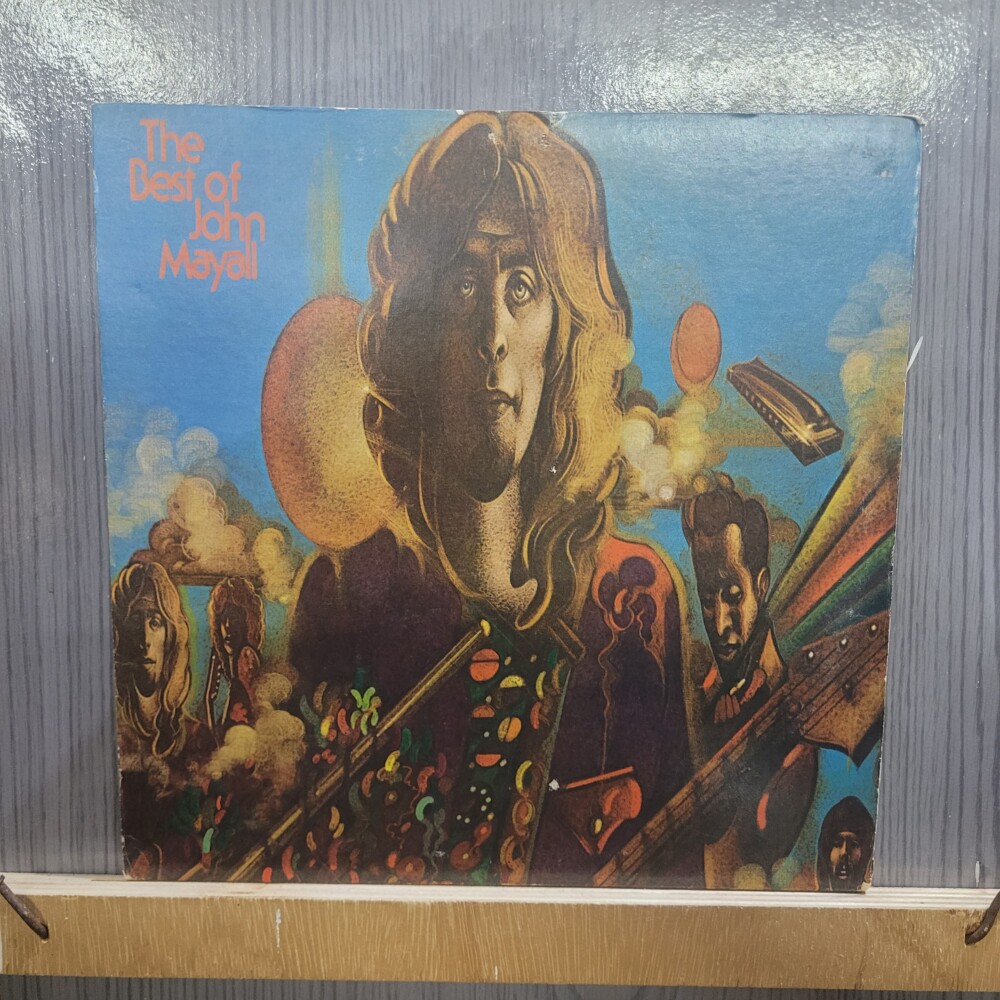 The
Best of
John
Mayall